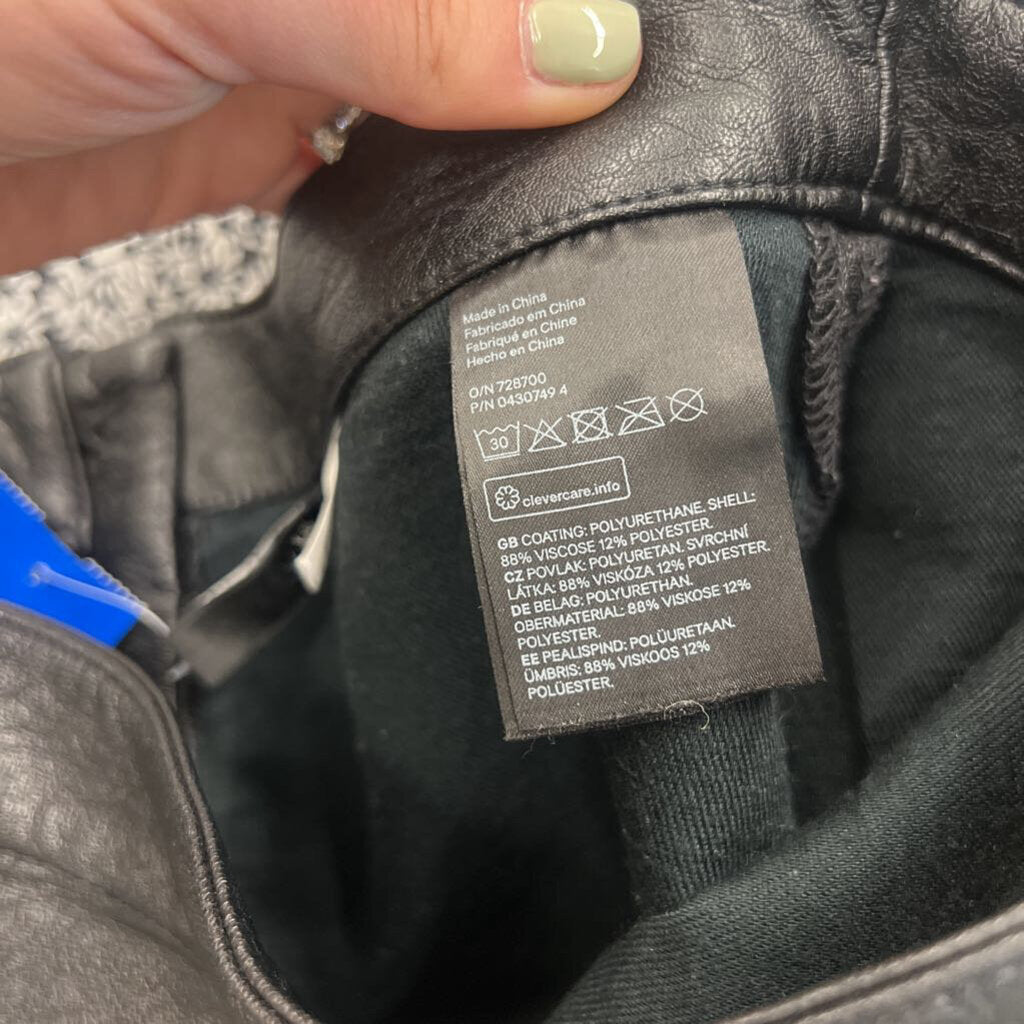 Made in China
Fabricado em China
Fabriqué en Chine
Hecho en China
O/N 728700
P/N 0430749 4
30
clevercare.info
GB COATING: POLYURETHANE. SHELL:
88% VISCOSE 12% POLYESTER.
CZ POVLAK: POLYURETAN. SVRCHNÍ
LÁTKA: 88% VISKÓZA 12% POLYESTER.
DE BELAG: POLYURETHAN.
OBERMATERIAL: 88% VISKOSE 12%
POLYESTER.
EE PEALISPIND: POLÜURETAAN.
ÜMBRIS: 88% VISKOOS 12%
POLÜESTER.